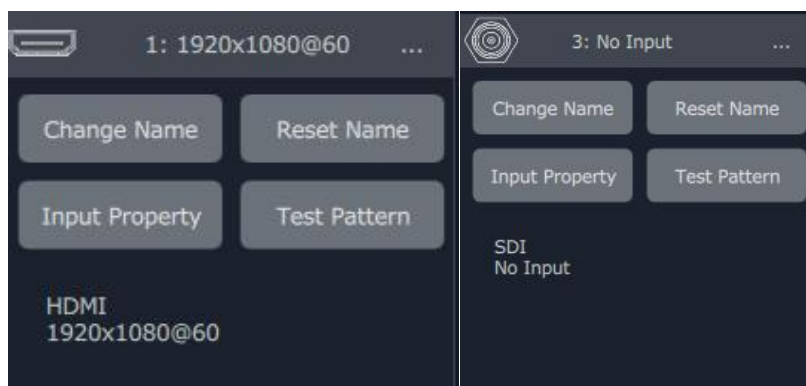 1: 1920x1080@60 ...
Change Name Reset Name
Input Property Test Pattern
HDMI
1920x1080@60
3: No Input ...
Change Name Reset Name
Input Property Test Pattern
SDI
No Input